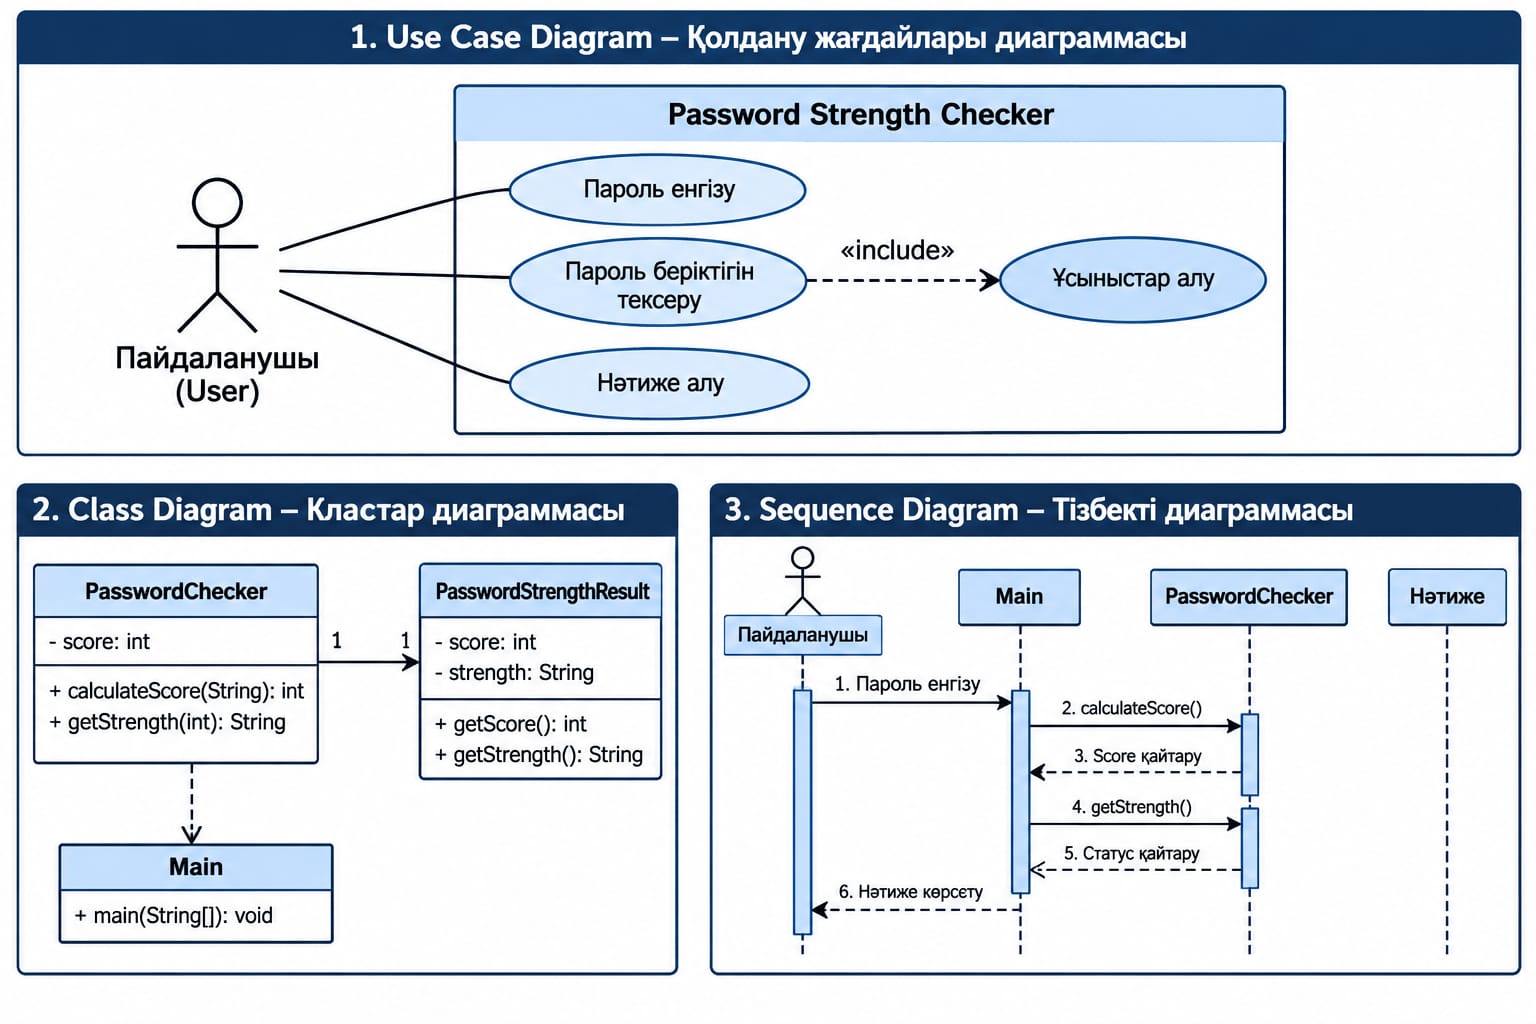 1. Use Case Diagram – Қолдану жағдайлары диаграммасы
Password Strength Checker
Пароль енгізу
Пароль беріктігін
тексеру
«include»
Ұсыныстар алу
Нәтиже алу
Пайдаланушы
(User)
2. Class Diagram – Кластар диаграммасы
PasswordChecker
- score: int
+ calculateScore(String): int
+ getStrength(int): String
1
1
PasswordStrengthResult
- score: int
- strength: String
+ getScore(): int
+ getStrength(): String
Main
+ main(String[]): void
3. Sequence Diagram – Тізбекті диаграммасы
Пайдаланушы
Main
PasswordChecker
Нәтиже
1. Пароль енгізу
2. calculateScore()
3. Score қайтару
4. getStrength()
5. Статус қайтару
6. Нәтиже көрсету